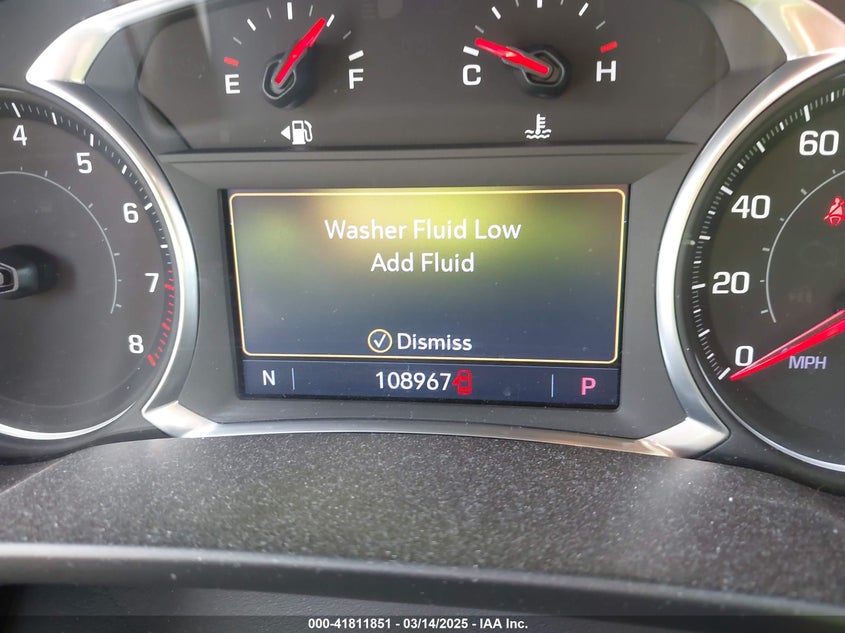 E F C H
4 5 6 7 8
60 40 20 0
MPH
Washer Fluid Low
Add Fluid
Dismiss
N 108967 P
000-41811851 / 03/14/2025 / IAA Inc.